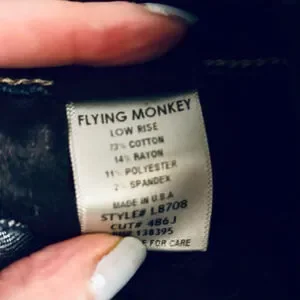 FLYING MONKEY
LOW RISE
73% COTTON
14% RAYON
11% POLYESTER
2% SPANDEX
MADE IN U.S.A
STYLE# L8708
CUT# 4B6J
138395
FOR CARE